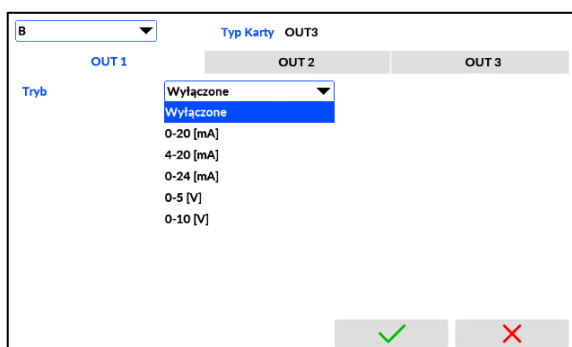 B Typ Karty OUT3
OUT 1 OUT 2 OUT 3
Tryb Wyłączone
Wyłączone
0-20 [mA]
4-20 [mA]
0-24 [mA]
0-5 [V]
0-10 [V]